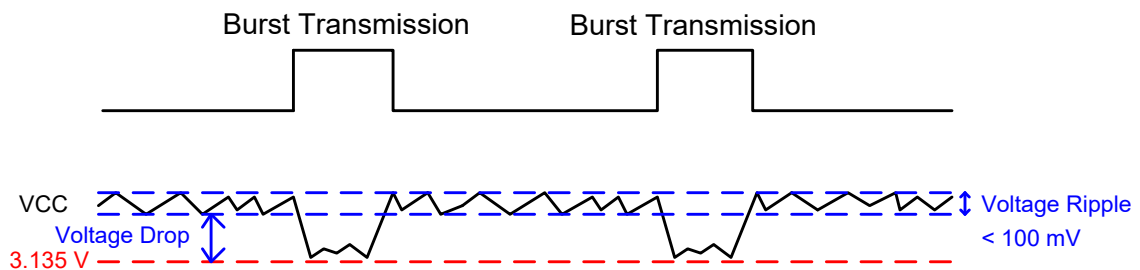 Burst Transmission
Burst Transmission
VCC
Voltage Ripple
< 100 mV
Voltage Drop
3.135 V